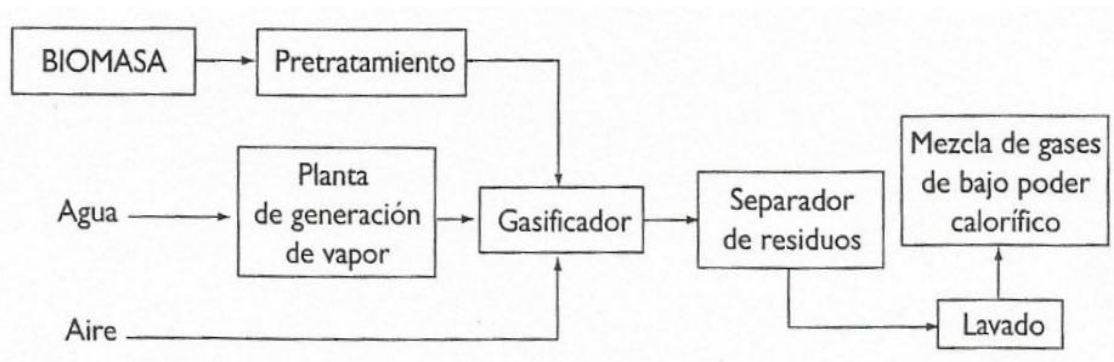 BIOMASA
Pretratamiento
Agua
Planta
de generación
de vapor
Gasificador
Aire
Separador
de residuos
Lavado
Mezcla de gases
de bajo poder
calorífico